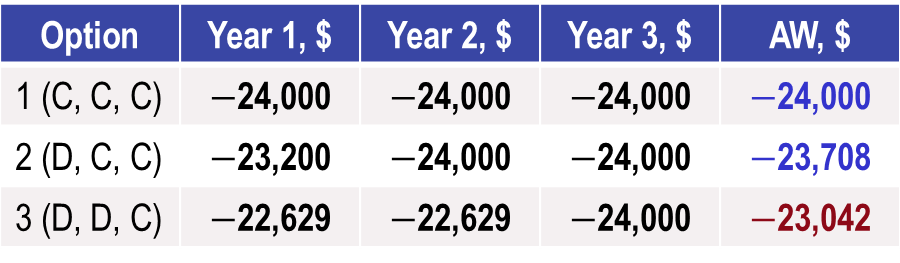 Option Year 1, $ Year 2, $ Year 3, $ AW, $
1 (C, C, C) –24,000 –24,000 –24,000 –24,000
2 (D, C, C) –23,200 –24,000 –24,000 –23,708
3 (D, D, C) –22,629 –22,629 –24,000 –23,042